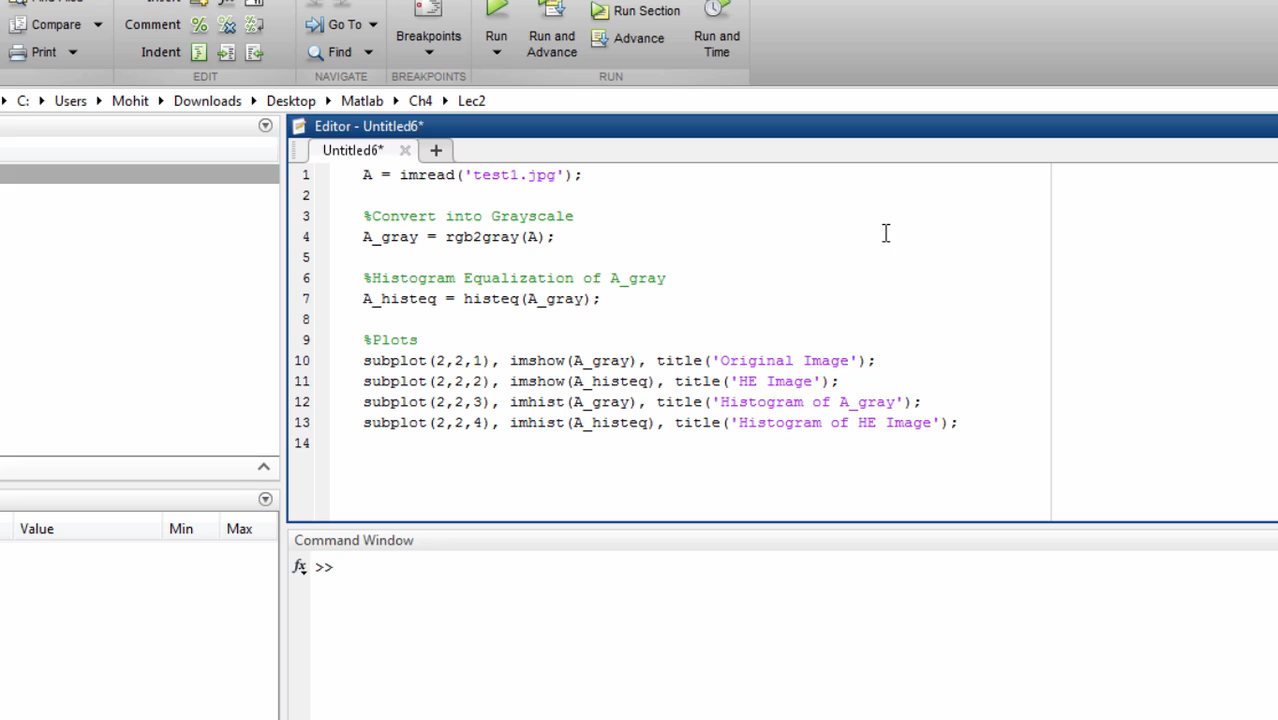 Compare
Comment
Go To
Breakpoints
Run
Run and Advance
Run Section
Advance
Run and Time
Print
Indent
Find
EDIT
NAVIGATE
BREAKPOINTS
RUN
C: Users Mohit Downloads Desktop Matlab Ch4 Lec2
Editor - Untitled6*
Untitled6*
1 A = imread('test1.jpg');
2
3 %Convert into Grayscale
4 A_gray = rgb2gray(A);
5
6 %Histogram Equalization of A_gray
7 A_histeq = histeq(A_gray);
8
9 %Plots
10 subplot(2,2,1), imshow(A_gray), title('Original Image');
11 subplot(2,2,2), imshow(A_histeq), title('HE Image');
12 subplot(2,2,3), imhist(A_gray), title('Histogram of A_gray');
13 subplot(2,2,4), imhist(A_histeq), title('Histogram of HE Image');
14
Value Min Max
Command Window
fx >>